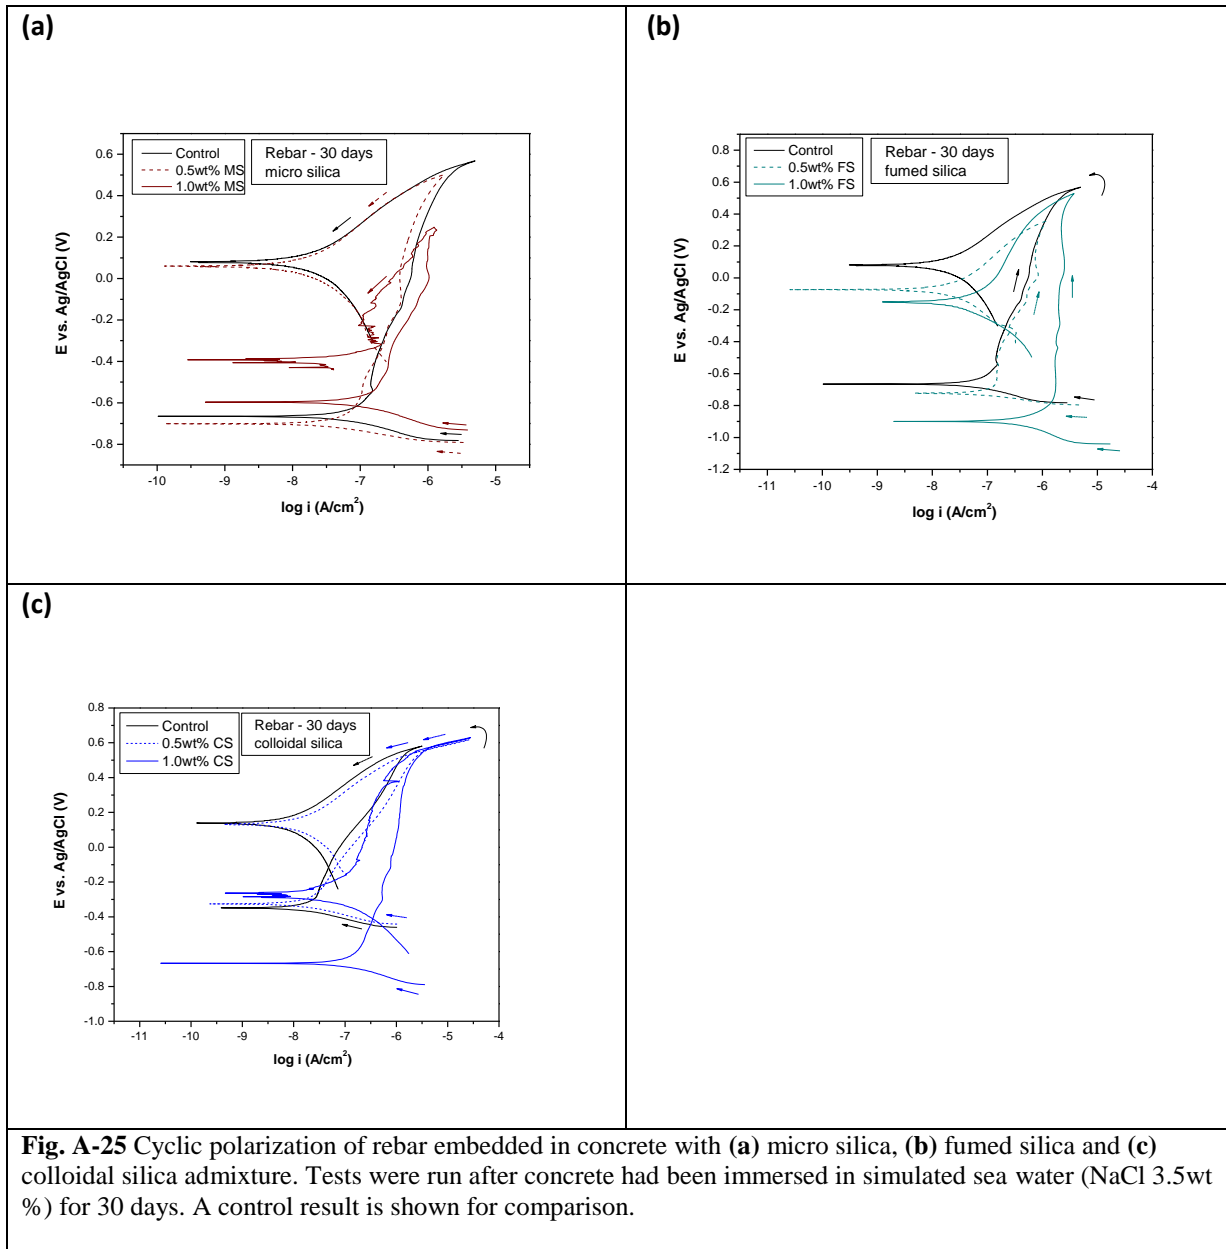 (a)
Control
0.5wt% MS
1.0wt% MS
Rebar - 30 days
micro silica
0.6
0.4
0.2
0.0
-0.2
-0.4
-0.6
-0.8
E vs. Ag/AgCl (V)
-10 -9 -8 -7 -6 -5 -4
log i (A/cm²)
(b)
Control
0.5wt% FS
1.0wt% FS
Rebar - 30 days
fumed silica
0.8
0.6
0.4
0.2
0.0
-0.2
-0.4
-0.6
-0.8
-1.0
-1.2
E vs. Ag/AgCl (V)
-11 -10 -9 -8 -7 -6 -5 -4
log i (A/cm²)
(c)
Control
0.5wt% CS
1.0wt% CS
Rebar - 30 days
colloidal silica
0.8
0.6
0.4
0.2
0.0
-0.2
-0.4
-0.6
-0.8
-1.0
E vs. Ag/AgCl (V)
-11 -10 -9 -8 -7 -6 -5 -4
log i (A/cm²)
Fig. A-25 Cyclic polarization of rebar embedded in concrete with (a) micro silica, (b) fumed silica and (c)
colloidal silica admixture. Tests were run after concrete had been immersed in simulated sea water (NaCl 3.5wt
%) for 30 days. A control result is shown for comparison.